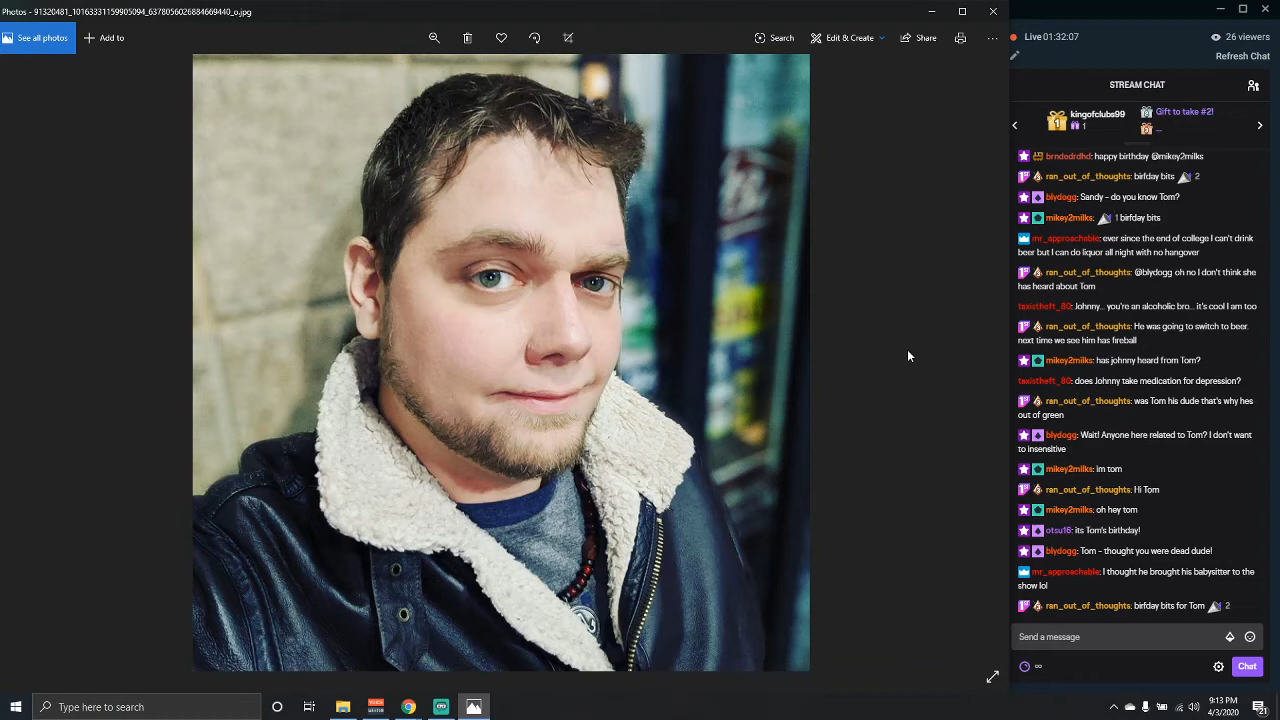 Photos - 91320481_10163331159905094_6378056026884669440_o.jpg
See all photos
Add to
Search
Edit & Create
Share
Live 01:32:07
26 viewers
Refresh Chat
STREAM CHAT
kingofclubs99
1
Gift to take #2!
brndedrdhd: happy birthday @mikey2milks
ran_out_of_thoughts: birfday bits 2
blydogg: Sandy - do you know Tom?
mikey2milks: 1 birfday bits
mr_approachable: ever since the end of college I can't drink
beer but I can do liquor all night with no hangover
ran_out_of_thoughts: @blydogg oh no I don't think she
has heard about Tom
taxistheft_80: Johnny... you're an alcoholic bro... it's cool I am too
ran_out_of_thoughts: He was going to switch to beer.
next time we see him has fireball
mikey2milks: has johnny heard from Tom?
taxistheft_80: does Johnny take medication for depression?
ran_out_of_thoughts: was Tom his dude that's why hes
out of green
blydogg: Wait! Anyone here related to Tom? I don't want
to insensitive
mikey2milks: im tom
ran_out_of_thoughts: Hi Tom
mikey2milks: oh hey tom
otsu16: its Tom's birthday!
blydogg: Tom - thought you were dead dude!
mr_approachable: I thought he brought his babysitter to the
show lol
ran_out_of_thoughts: birfday bits for Tom 2
Send a message
∞
Chat
Type here to search
9:13 PM
4/3/2020